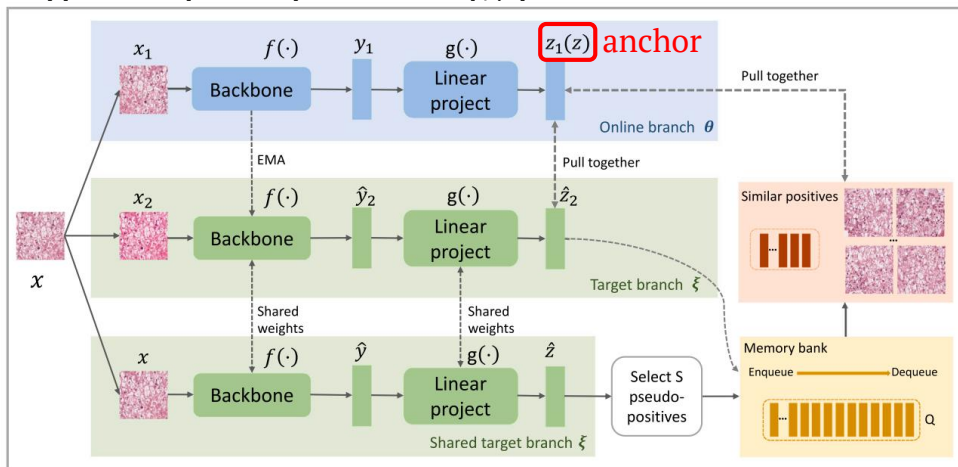 x₁
f(·)
y₁
g(·)
z₁(z) anchor
Backbone
Linear
project
Pull together
Online branch θ
EMA
Pull together
x₂
f(·)
ŷ₂
g(·)
ẑ₂
Backbone
Linear
project
Similar positives
...
...
x
Target branch ξ
Shared
weights
Shared
weights
x
f(·)
ŷ
g(·)
ẑ
Backbone
Linear
project
Select S
pseudo-
positives
Memory bank
Enqueue
Dequeue
...
Q
Shared target branch ξ